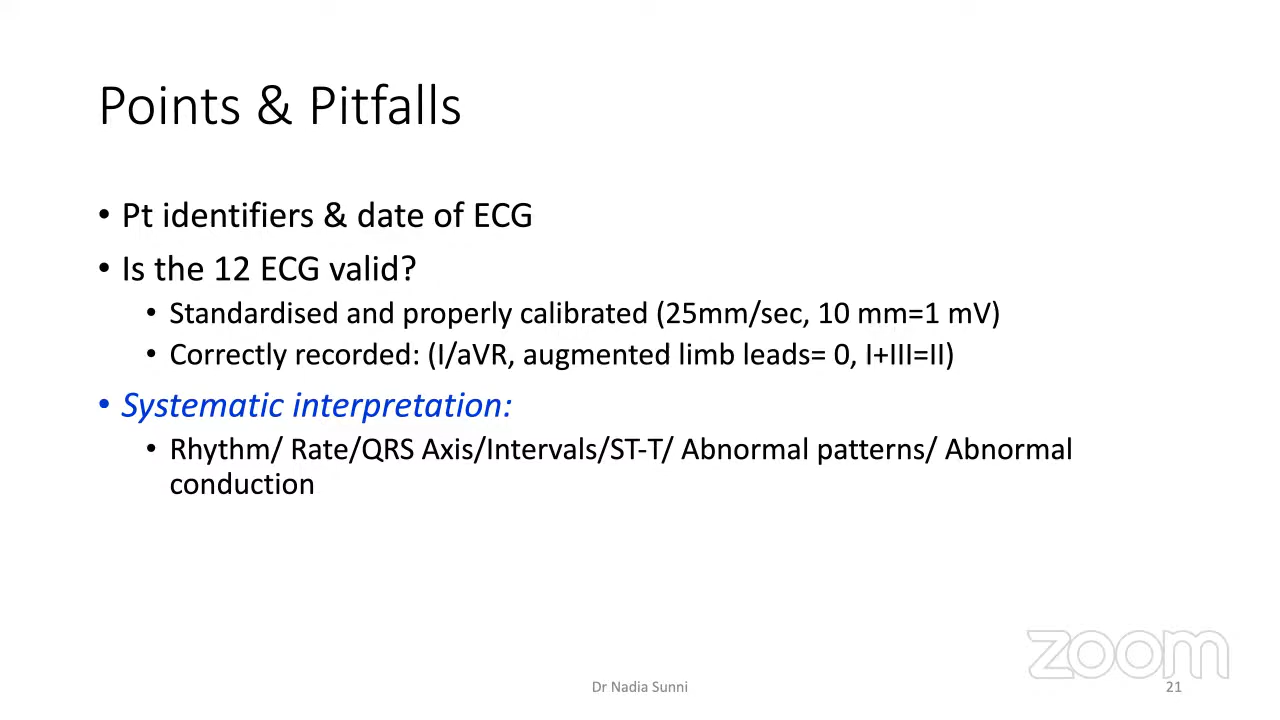 Points & Pitfalls
• Pt identifiers & date of ECG
• Is the 12 ECG valid?
• Standardised and properly calibrated (25mm/sec, 10 mm=1 mV)
• Correctly recorded: (I/aVR, augmented limb leads= 0, I+III=II)
• Systematic interpretation:
• Rhythm/ Rate/QRS Axis/Intervals/ST-T/ Abnormal patterns/ Abnormal
conduction
zoom
Dr Nadia Sunni
21